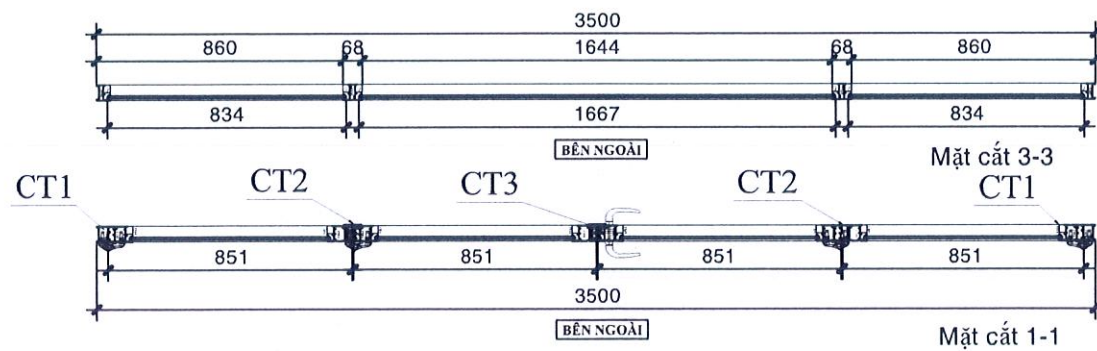 3500
860 68 1644 68 860
834 1667 834
BÊN NGOÀI
Mặt cắt 3-3
CT1 CT2 CT3 CT2 CT1
851 851 851 851
3500
BÊN NGOÀI
Mặt cắt 1-1